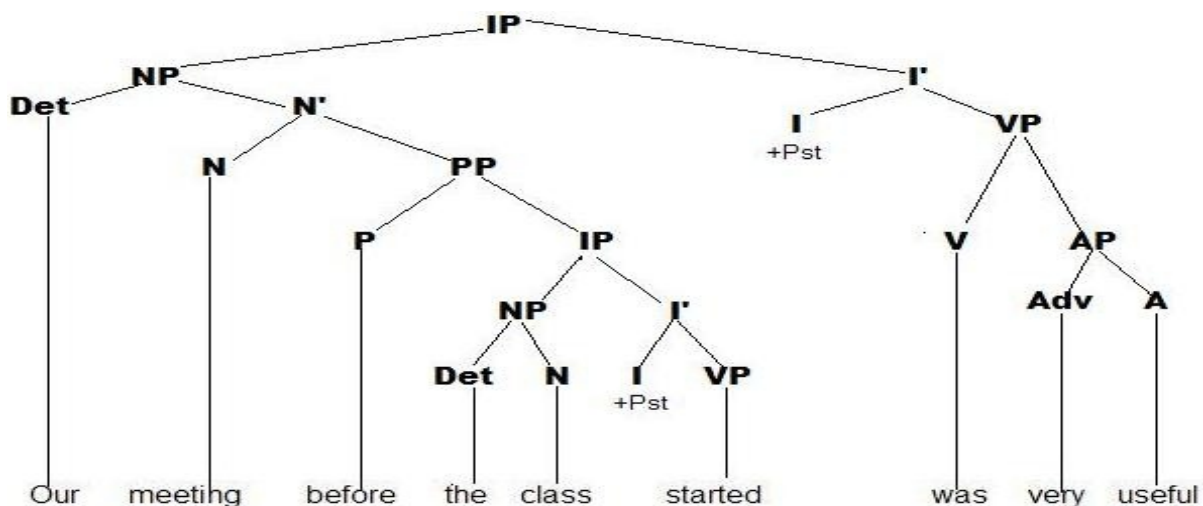 IP
NP I'
Det N' I VP
+Pst
N PP
P IP V AP
NP I' Adv A
Det N I VP
+Pst
Our meeting before the class started was very useful